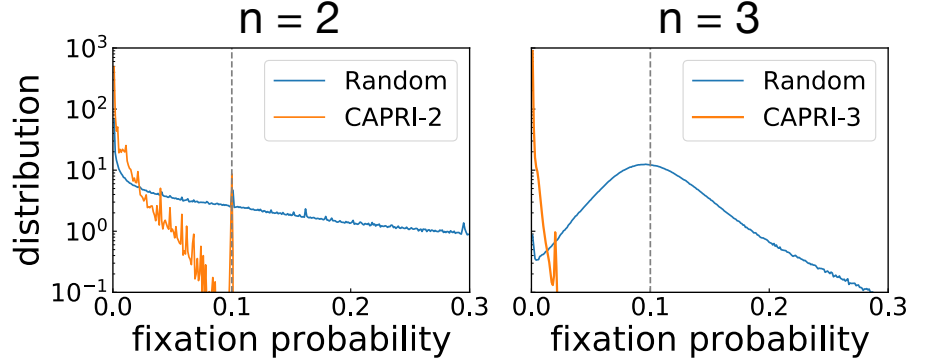 n = 2
n = 3
distribution
10³
10²
10¹
10⁰
10⁻¹
Random
CAPRI-2
0.0
0.1
0.2
0.3
fixation probability
Random
CAPRI-3
0.0
0.1
0.2
0.3
fixation probability